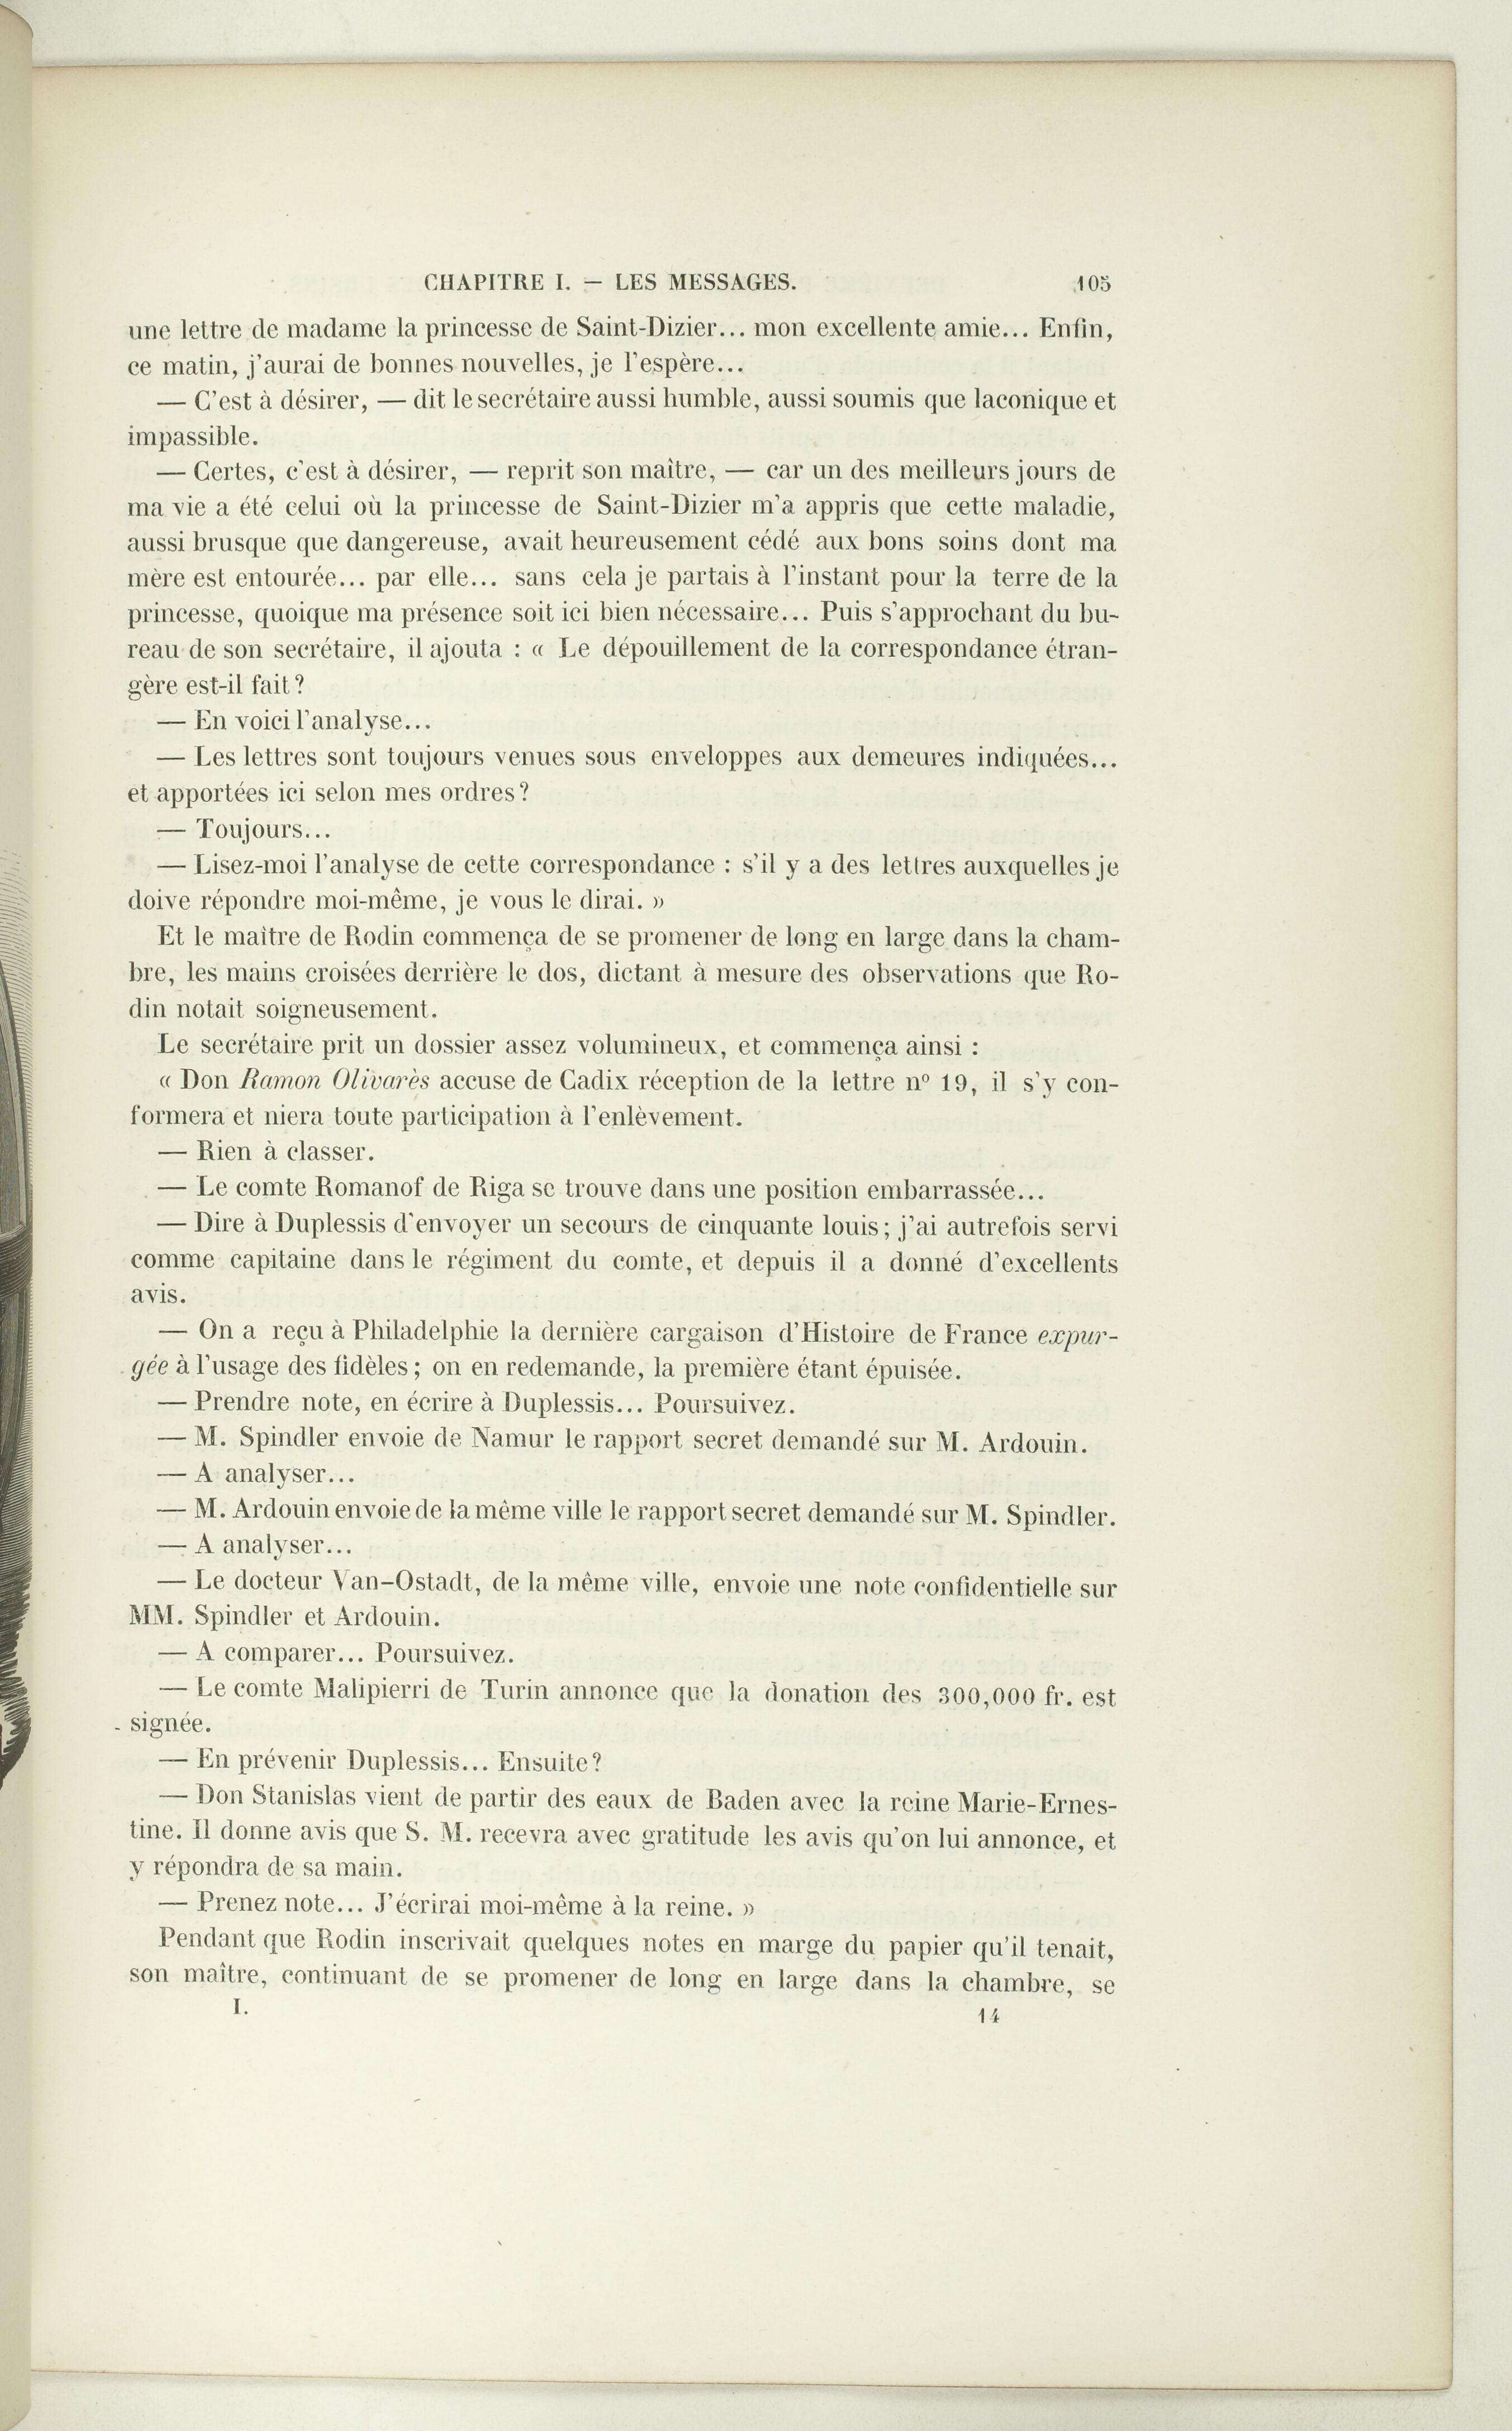 CHAPITRE I. — LES MESSAGES. 105
une lettre de madame la princesse de Saint-Dizier... mon excellente amie... Enfin,
ce matin, j'aurai de bonnes nouvelles, je l'espère...
— C'est à désirer, — dit le secrétaire aussi humble, aussi soumis que laconique et
impassible.
— Certes, c'est à désirer, — reprit son maître, — car un des meilleurs jours de
ma vie a été celui où la princesse de Saint-Dizier m'a appris que cette maladie,
aussi brusque que dangereuse, avait heureusement cédé aux bons soins dont ma
mère est entourée... par elle... sans cela je partais à l'instant pour la terre de la
princesse, quoique ma présence soit ici bien nécessaire... Puis s'approchant du bu-
reau de son secrétaire, il ajouta : « Le dépouillement de la correspondance étran-
gère est-il fait ?
— En voici l'analyse...
— Les lettres sont toujours venues sous enveloppes aux demeures indiquées...
et apportées ici selon mes ordres ?
— Toujours...
— Lisez-moi l'analyse de cette correspondance : s'il y a des lettres auxquelles je
doive répondre moi-même, je vous le dirai. »
Et le maître de Rodin commença de se promener de long en large dans la cham-
bre, les mains croisées derrière le dos, dictant à mesure des observations que Ro-
din notait soigneusement.
Le secrétaire prit un dossier assez volumineux, et commença ainsi :
« Don Ramon Olivarès accuse de Cadix réception de la lettre nº 19, il s'y con-
formera et niera toute participation à l'enlèvement.
— Rien à classer.
— Le comte Romanof de Riga se trouve dans une position embarrassée...
— Dire à Duplessis d'envoyer un secours de cinquante louis ; j'ai autrefois servi
comme capitaine dans le régiment du comte, et depuis il a donné d'excellents
avis.
— On a reçu à Philadelphie la dernière cargaison d'Histoire de France expur-
gée à l'usage des fidèles ; on en redemande, la première étant épuisée.
— Prendre note, en écrire à Duplessis... Poursuivez.
— M. Spindler envoie de Namur le rapport secret demandé sur M. Ardouin.
— A analyser...
— M. Ardouin envoie de la même ville le rapport secret demandé sur M. Spindler.
— A analyser...
— Le docteur Van-Ostadt, de la même ville, envoie une note confidentielle sur
MM. Spindler et Ardouin.
— A comparer... Poursuivez.
— Le comte Malipierri de Turin annonce que la donation des 300,000 fr. est
signée.
— En prévenir Duplessis... Ensuite ?
— Don Stanislas vient de partir des eaux de Baden avec la reine Marie-Ernes-
tine. Il donne avis que S. M. recevra avec gratitude les avis qu'on lui annonce, et
y répondra de sa main.
— Prenez note... J'écrirai moi-même à la reine. »
Pendant que Rodin inscrivait quelques notes en marge du papier qu'il tenait,
son maître, continuant de se promener de long en large dans la chambre, se
I. 14